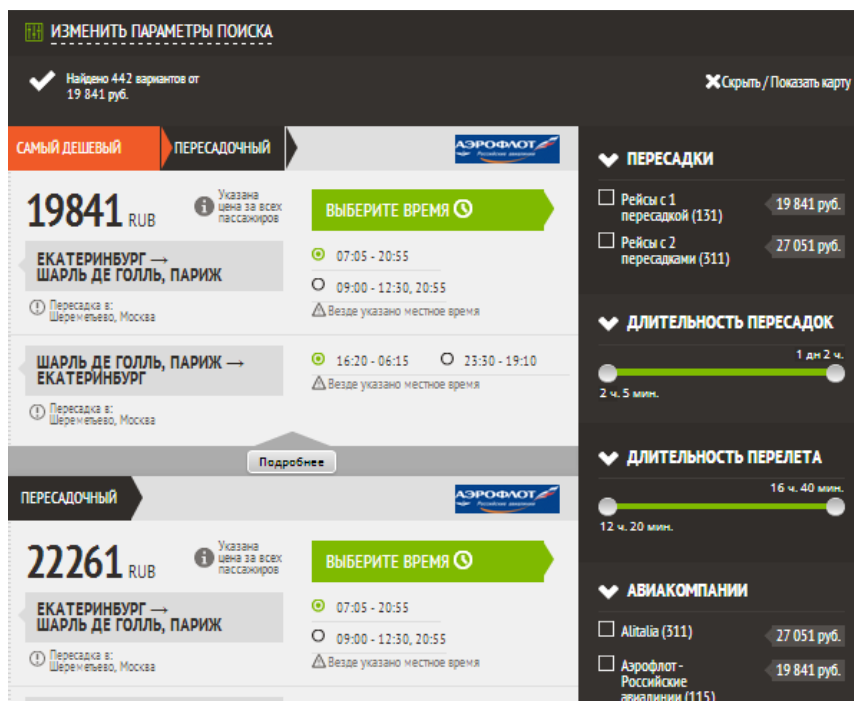 ИЗМЕНИТЬ ПАРАМЕТРЫ ПОИСКА
Найдено 442 вариантов от
19 841 руб.
Скрыть / Показать карту
САМЫЙ ДЕШЕВЫЙ
ПЕРЕСАДОЧНЫЙ
АЭРОФЛОТ
Российские авиалинии
19841 RUB
Указана
цена за всех
пассажиров
ВЫБЕРИТЕ ВРЕМЯ
ЕКАТЕРИНБУРГ →
ШАРЛЬ ДЕ ГОЛЛЬ, ПАРИЖ
Пересадка в:
Шереметьево, Москва
07:05 - 20:55
09:00 - 12:30, 20:55
Везде указано местное время
ШАРЛЬ ДЕ ГОЛЛЬ, ПАРИЖ →
ЕКАТЕРИНБУРГ
Пересадка в:
Шереметьево, Москва
16:20 - 06:15
23:30 - 19:10
Везде указано местное время
Подробнее
ПЕРЕСАДОЧНЫЙ
АЭРОФЛОТ
Российские авиалинии
22261 RUB
Указана
цена за всех
пассажиров
ВЫБЕРИТЕ ВРЕМЯ
ЕКАТЕРИНБУРГ →
ШАРЛЬ ДЕ ГОЛЛЬ, ПАРИЖ
Пересадка в:
Шереметьево, Москва
07:05 - 20:55
09:00 - 12:30, 20:55
Везде указано местное время
ПЕРЕСАДКИ
Рейсы с 1
пересадкой (131)
19 841 руб.
Рейсы с 2
пересадками (311)
27 051 руб.
ДЛИТЕЛЬНОСТЬ ПЕРЕСАДОК
1 дн 2 ч.
2 ч. 5 мин.
ДЛИТЕЛЬНОСТЬ ПЕРЕЛЕТА
16 ч. 40 мин.
12 ч. 20 мин.
АВИАКОМПАНИИ
Alitalia (311)
27 051 руб.
Аэрофлот -
Российские
авиалинии (115)
19 841 руб.